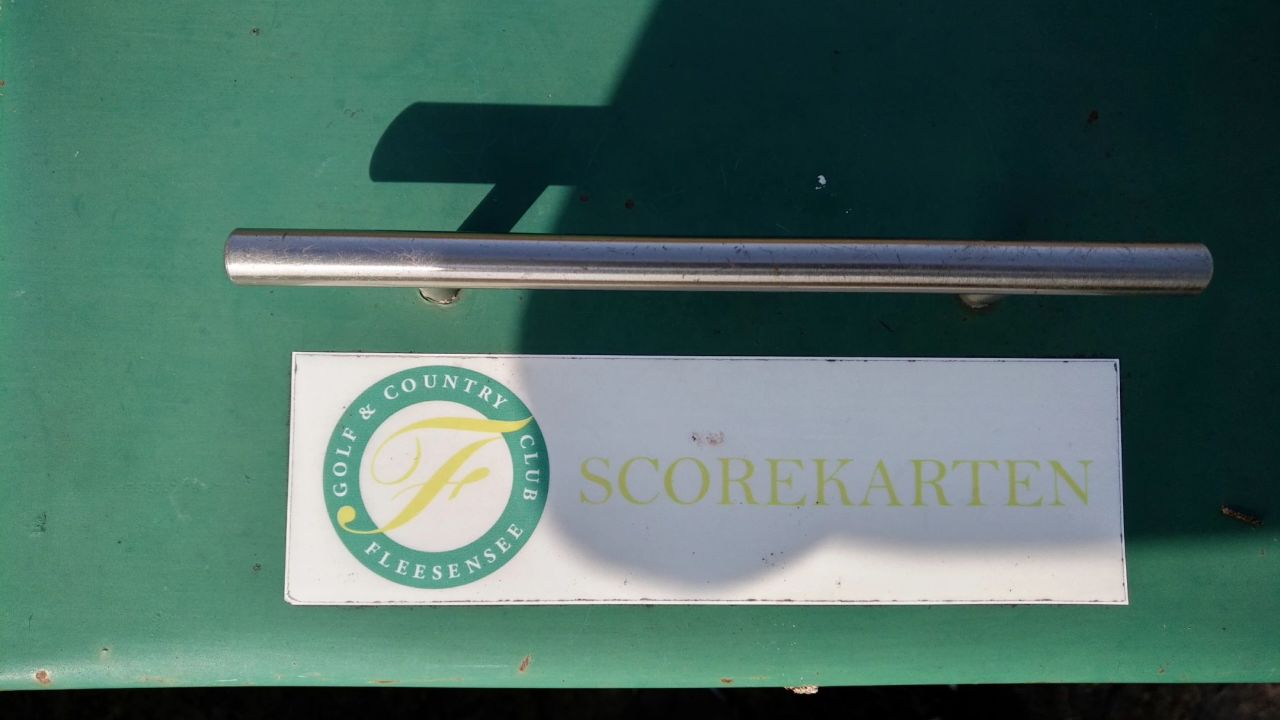 GOLF & COUNTRY CLUB
FLEESENSEE
F
SCOREKARTEN